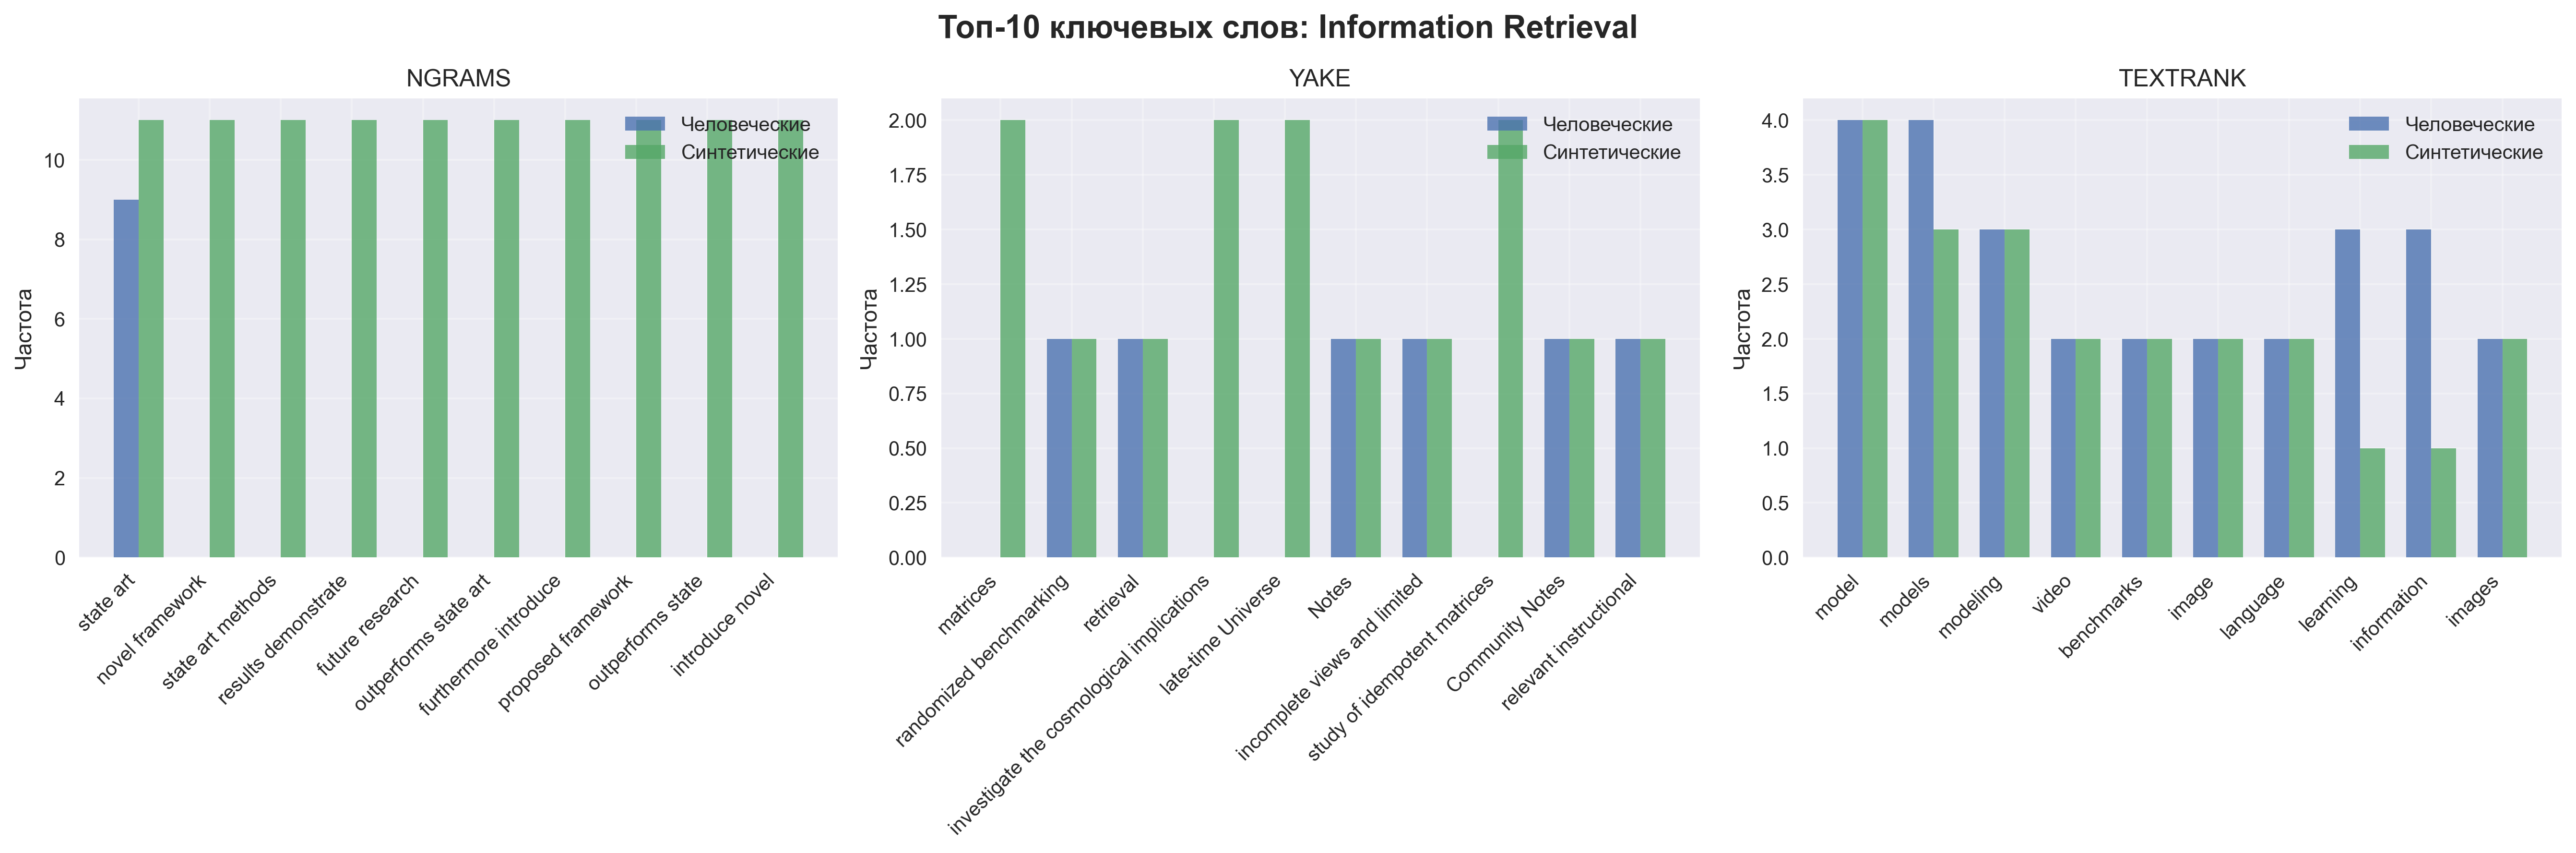 Топ-10 ключевых слов: Information Retrieval
NGRAMS
Частота
10
8
6
4
2
0
Человеческие
Синтетические
state art
novel framework
state art methods
results demonstrate
future research
outperforms state art
furthermore introduce
proposed framework
outperforms state
introduce novel
YAKE
Частота
2.00
1.75
1.50
1.25
1.00
0.75
0.50
0.25
0.00
Человеческие
Синтетические
matrices
randomized benchmarking
retrieval
investigate the cosmological implications
late-time Universe
Notes
incomplete views and limited
study of idempotent matrices
Community Notes
relevant instructional
TEXTRANK
Частота
4.0
3.5
3.0
2.5
2.0
1.5
1.0
0.5
0.0
Человеческие
Синтетические
model
models
modeling
video
benchmarks
image
language
learning
information
images